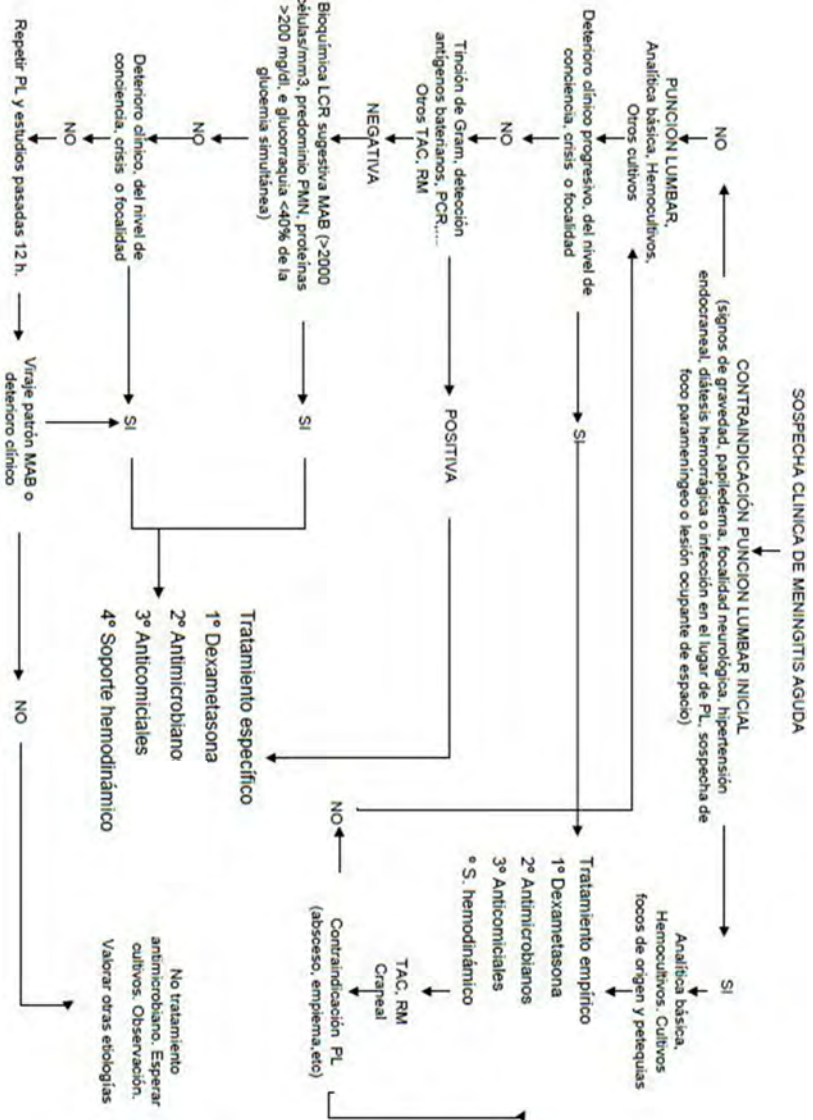 SOSPECHA CLINICA DE MENINGITIS AGUDA
CONTRAINDICACIÓN PUNCION LUMBAR INICIAL
(signos de gravedad, papiledema, focalidad neurológica, hipertensión
endocraneal, diátesis hemorrágica o infección en el lugar de PL, sospecha de
foco parameníngeo o lesión ocupante de espacio)
NO
SI
PUNCION LUMBAR,
Analítica básica, Hemocultivos,
Otros cultivos
Analítica básica,
Hemocultivos. Cultivos
focos de origen y petequias
Deterioro clínico progresivo, del nivel de
conciencia, crisis o focalidad
SI
Tratamiento empírico
1º Dexametasona
2º Antimicrobianos
3º Anticomiciales
º S. hemodinámico
NO
TAC, RM
Craneal
Tinción de Gram, detección
antígenos baterianos, PCR,...
Otros TAC, RM
POSITIVA
NO
Contraindicación PL
(absceso, empiema,etc)
NEGATIVA
Bioquímica LCR sugestiva MAB (>2000
células/mm3, predominio PMN, proteínas
>200 mg/dl, e glucorraquia <40% de la
glucemia simultánea)
SI
Tratamiento específico
1º Dexametasona
2º Antimicrobiano
3º Anticomiciales
4º Soporte hemodinámico
NO
Deterioro clínico, del nivel de
conciencia, crisis o focalidad
SI
NO
No tratamiento
antimicrobiano. Esperar
cultivos. Observación.
Valorar otras etiologías
Repetir PL y estudios pasadas 12 h.
Viraje patrón MAB o
deterioro clínico
NO